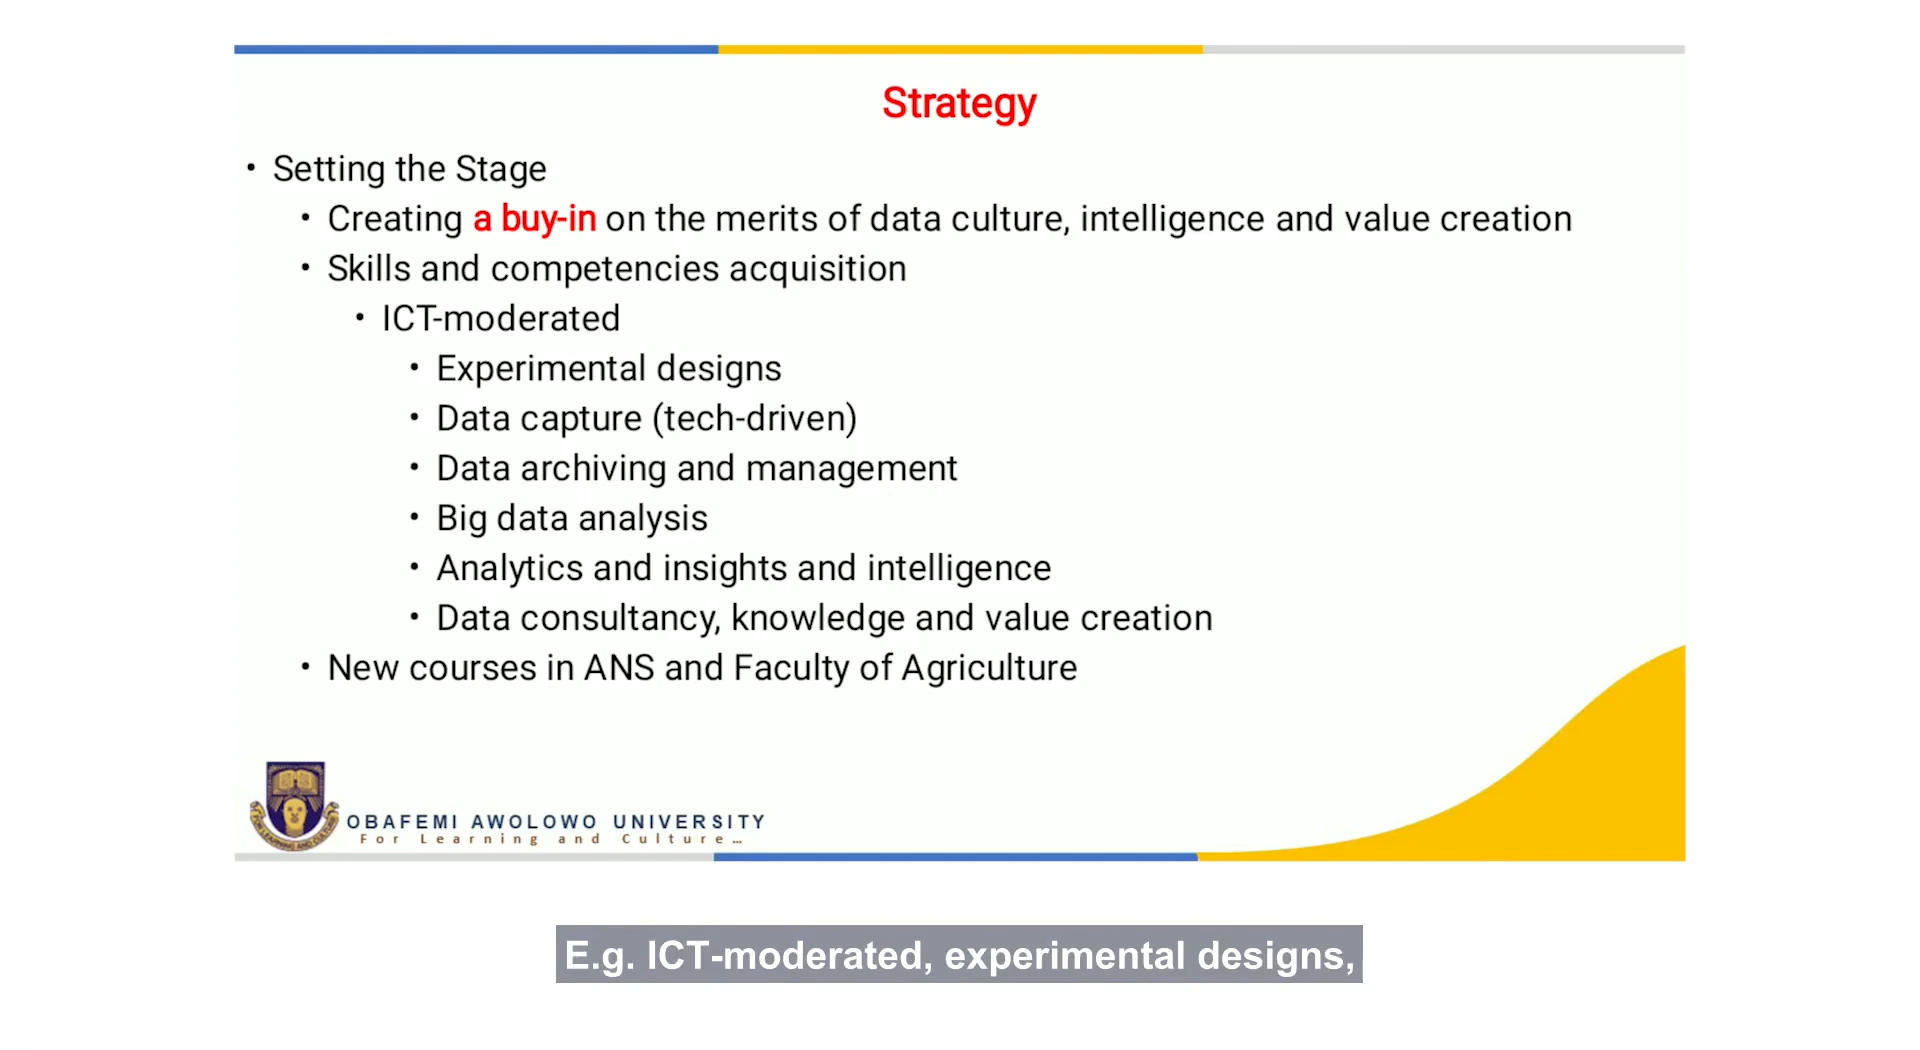 Strategy
• Setting the Stage
• Creating a buy-in on the merits of data culture, intelligence and value creation
• Skills and competencies acquisition
• ICT-moderated
• Experimental designs
• Data capture (tech-driven)
• Data archiving and management
• Big data analysis
• Analytics and insights and intelligence
• Data consultancy, knowledge and value creation
• New courses in ANS and Faculty of Agriculture
OBAFEMI AWOLOWO UNIVERSITY
For Learning and Culture…
E.g. ICT-moderated, experimental designs,